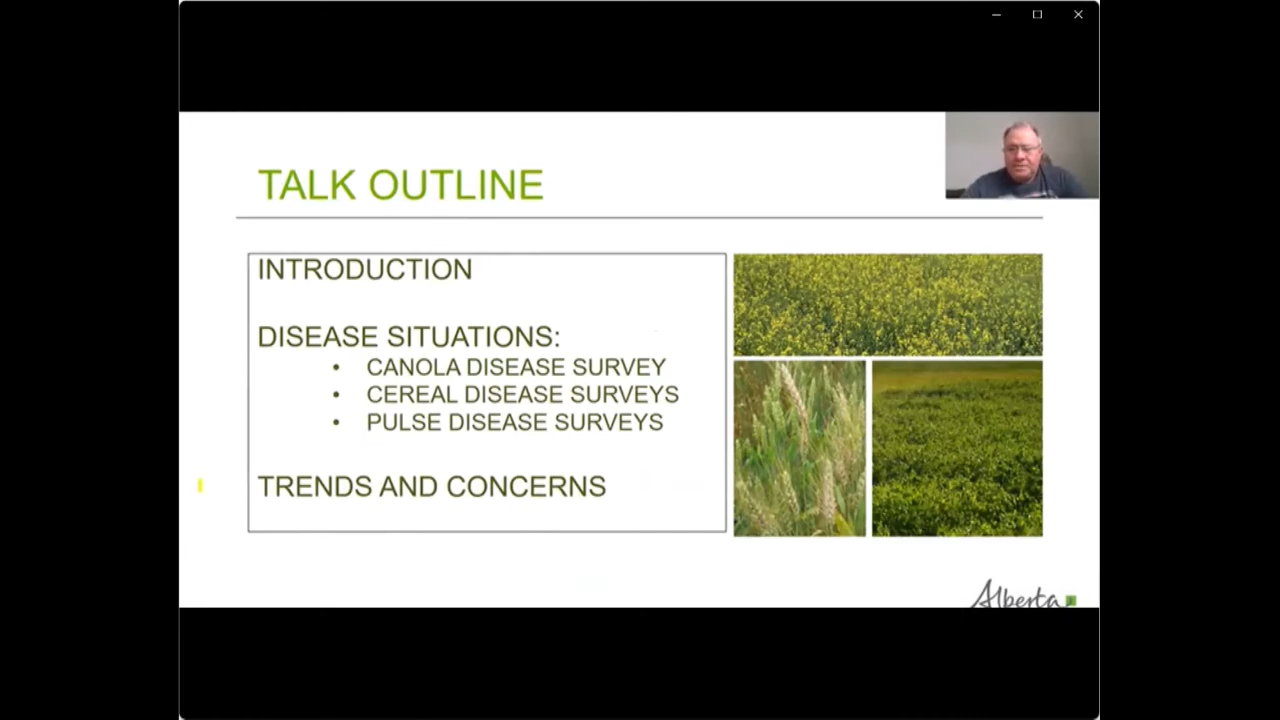 TALK OUTLINE
INTRODUCTION
DISEASE SITUATIONS:
• CANOLA DISEASE SURVEY
• CEREAL DISEASE SURVEYS
• PULSE DISEASE SURVEYS
TRENDS AND CONCERNS
Alberta